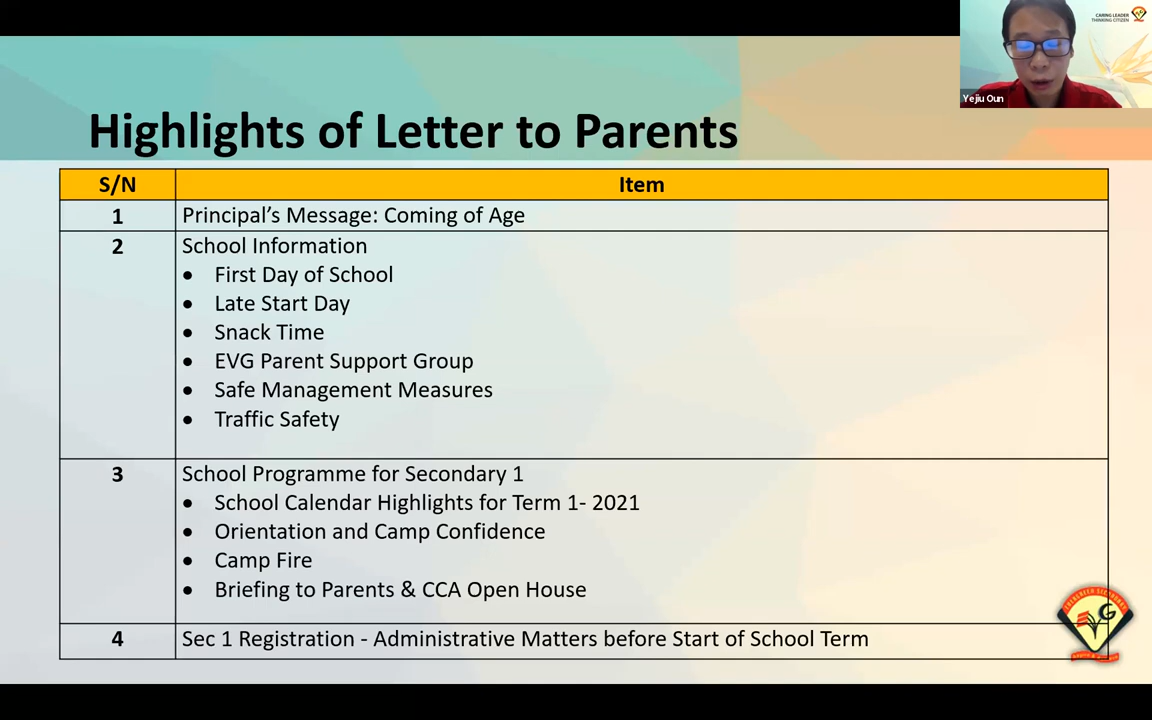 CARING LEADER
THINKING CITIZEN
Yejiu Oun
Highlights of Letter to Parents
S/N Item
1 Principal’s Message: Coming of Age
2 School Information
• First Day of School
• Late Start Day
• Snack Time
• EVG Parent Support Group
• Safe Management Measures
• Traffic Safety
3 School Programme for Secondary 1
• School Calendar Highlights for Term 1- 2021
• Orientation and Camp Confidence
• Camp Fire
• Briefing to Parents & CCA Open House
4 Sec 1 Registration - Administrative Matters before Start of School Term
EVERGREEN SECONDARY